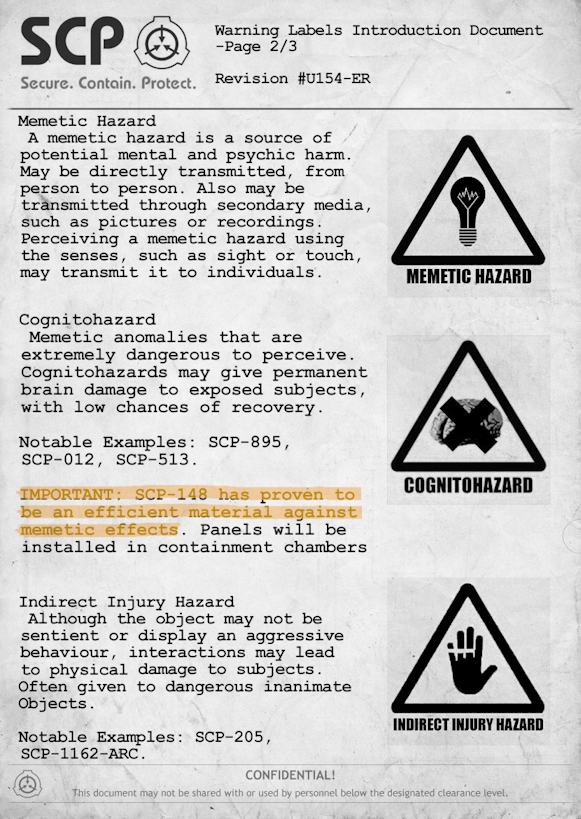 SCP
Secure. Contain. Protect.
Warning Labels Introduction Document
-Page 2/3
Revision #U154-ER
Memetic Hazard
A memetic hazard is a source of
potential mental and psychic harm.
May be directly transmitted, from
person to person. Also may be
transmitted through secondary media,
such as pictures or recordings.
Perceiving a memetic hazard using
the senses, such as sight or touch,
may transmit it to individuals.
MEMETIC HAZARD
Cognitohazard
Memetic anomalies that are
extremely dangerous to perceive.
Cognitohazards may give permanent
brain damage to exposed subjects,
with low chances of recovery.
Notable Examples: SCP-895,
SCP-012, SCP-513.
COGNITOHAZARD
IMPORTANT: SCP-148 has proven to
be an efficient material against
memetic effects. Panels will be
installed in containment chambers
Indirect Injury Hazard
Although the object may not be
sentient or display an aggressive
behaviour, interactions may lead
to physical damage to subjects.
Often given to dangerous inanimate
Objects.
Notable Examples: SCP-205,
SCP-1162-ARC.
INDIRECT INJURY HAZARD
CONFIDENTIAL!
This document may not be shared with or used by personnel below the designated clearance level.